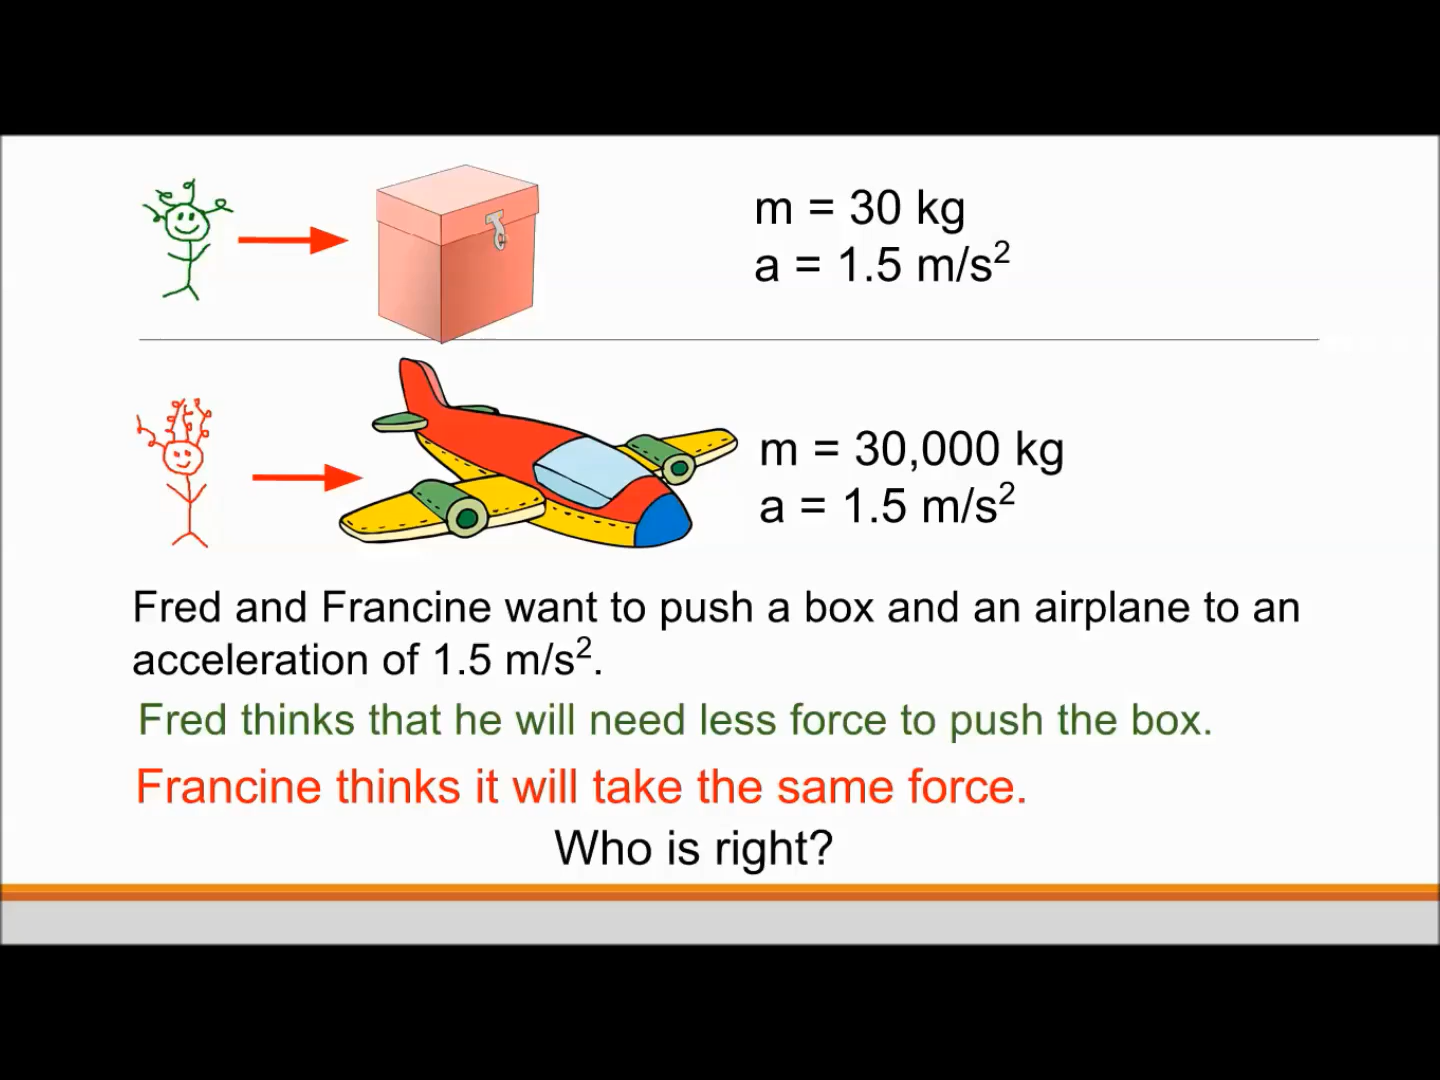 m = 30 kg
a = 1.5 m/s²
m = 30,000 kg
a = 1.5 m/s²
Fred and Francine want to push a box and an airplane to an
acceleration of 1.5 m/s².
Fred thinks that he will need less force to push the box.
Francine thinks it will take the same force.
Who is right?